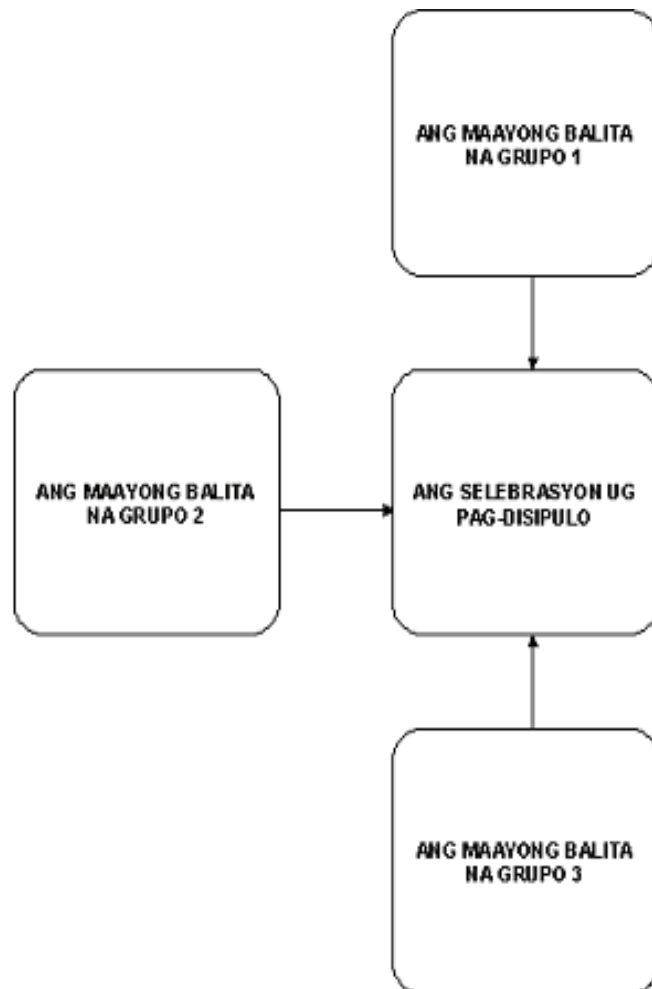 ANG MAAYONG BALITA
NA GRUPO 1
ANG MAAYONG BALITA
NA GRUPO 2
ANG SELEBRASYON UG
PAG-DISIPULO
ANG MAAYONG BALITA
NA GRUPO 3